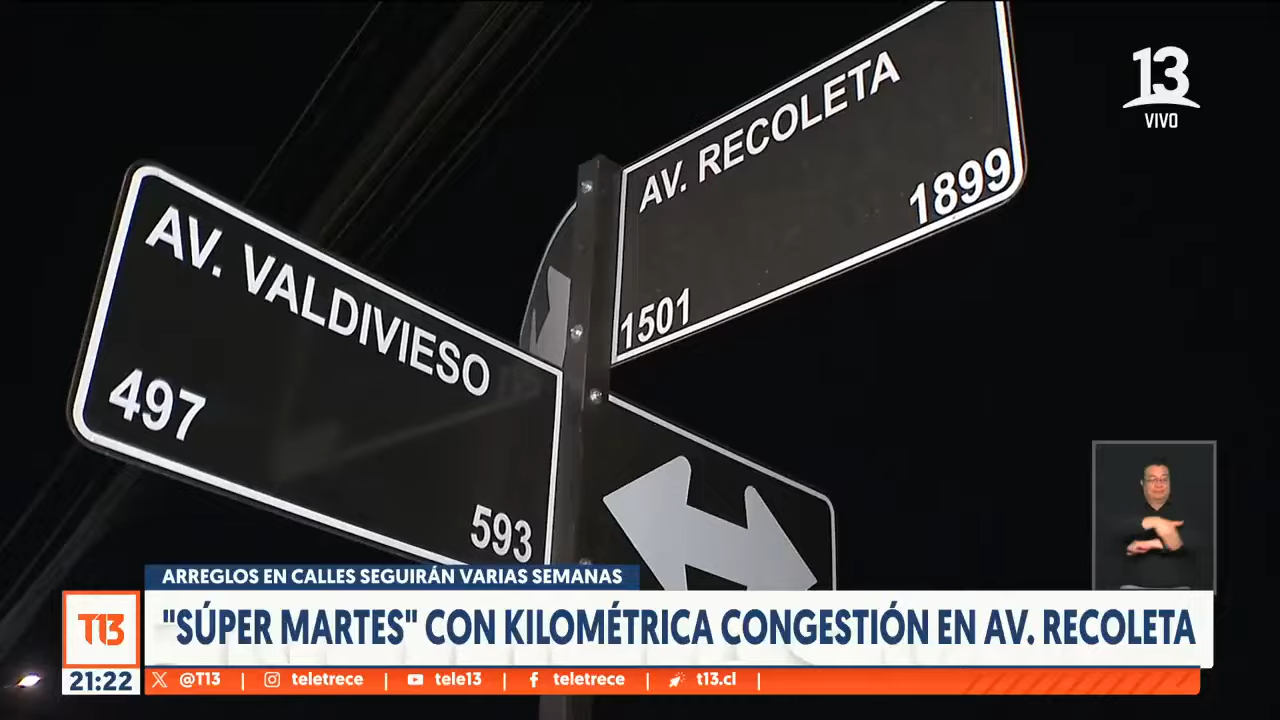 13
VIVO
AV. RECOLETA
1899
1501
AV. VALDIVIESO
497
593
ARREGLOS EN CALLES SEGUIRÁN VARIAS SEMANAS
T13
"SÚPER MARTES" CON KILOMÉTRICA CONGESTIÓN EN AV. RECOLETA
21:22
@T13 | teletrece | tele13 | teletrece | t13.cl |